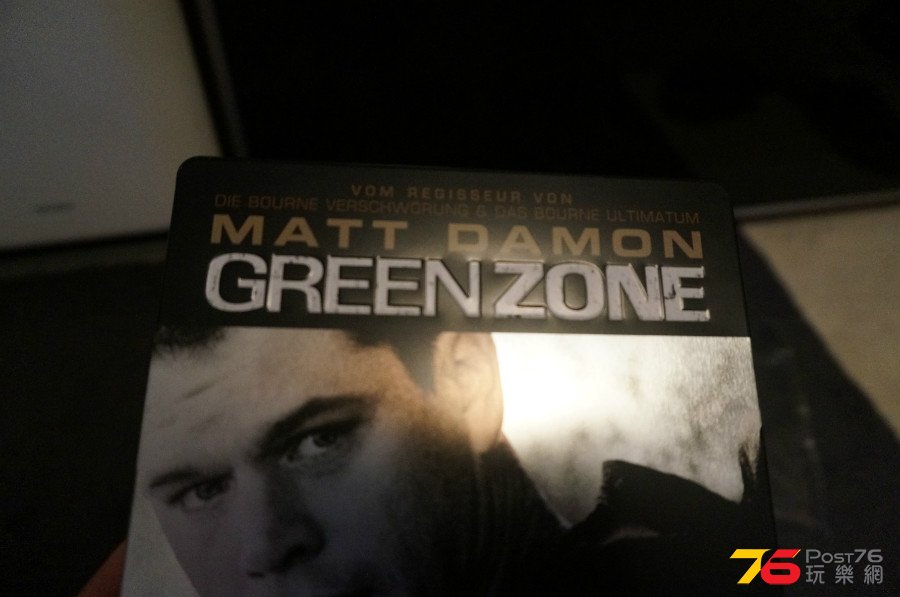 VOM REGISSEUR VON
DIE BOURNE VERSCHWÖRUNG & DAS BOURNE ULTIMATUM
MATT DAMON
GREEN ZONE
76 Post76
玩樂網